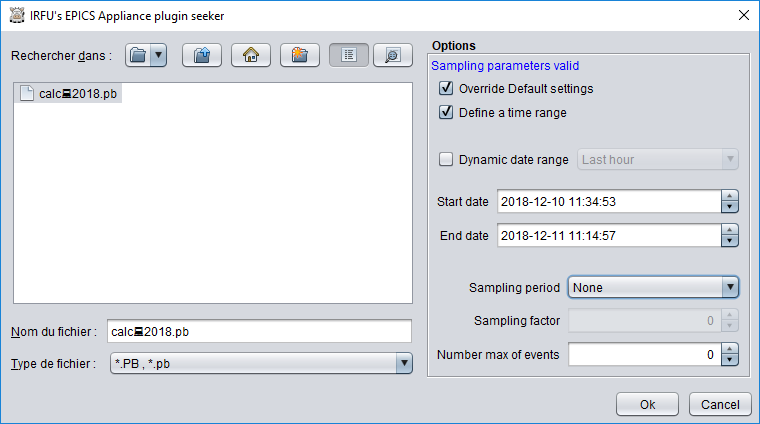 IRFU's EPICS Appliance plugin seeker
Rechercher dans :
calc💻2018.pb
Nom du fichier :
calc💻2018.pb
Type de fichier :
*.PB , *.pb
Options
Sampling parameters valid
Override Default settings
Define a time range
Dynamic date range
Last hour
Start date
2018-12-10 11:34:53
End date
2018-12-11 11:14:57
Sampling period
None
Sampling factor
0
Number max of events
0
Ok
Cancel